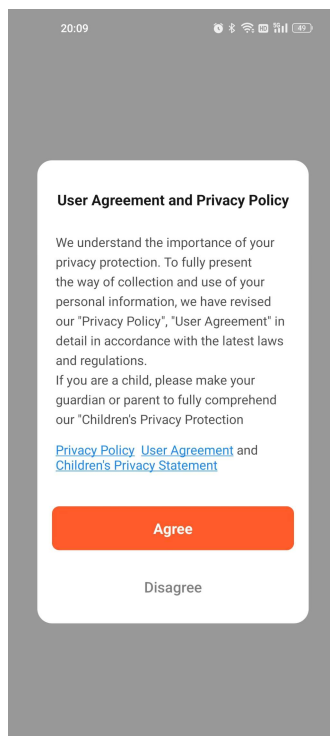 20:09
HD 5G 49
User Agreement and Privacy Policy
We understand the importance of your
privacy protection. To fully present
the way of collection and use of your
personal information, we have revised
our "Privacy Policy", "User Agreement" in
detail in accordance with the latest laws
and regulations.
If you are a child, please make your
guardian or parent to fully comprehend
our "Children's Privacy Protection
Privacy Policy User Agreement and
Children's Privacy Statement
Agree
Disagree